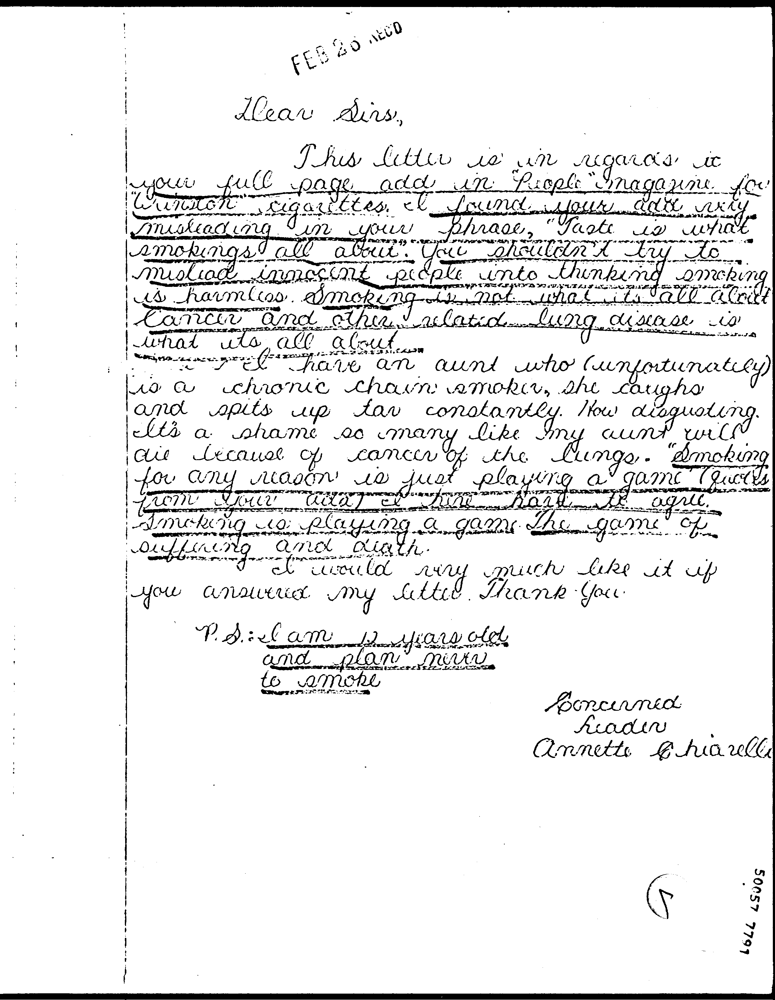 FEB 26 RECD
Dear Sirs,
This letter is in regards to
your full page add in "People" magazine for
"Winston" cigarettes. I found your add very
misleading in your phrase, "Taste is what
smokings all about". You shouldn't try to
mislead innocent people into thinking smoking
is harmless. Smoking is not what its all about
Cancer and other related lung disease is
what its all about.
I have an aunt who (unfortunately)
is a chronic chain smoker, she coughs
and spits up tar constantly. How disgusting.
It's a shame so many like my aunt will
die because of cancer of the lungs. "Smoking
for any reason is just playing a game (quotes
from your add) I here have to agree.
Smoking is playing a game. The game of
suffering and death.
I would very much like it if
you answered my letter. Thank You.
P.S.: I am 12 years old
and plan never
to smoke
Concerned
Reader
Annette Chiarelli
5
50057 7791